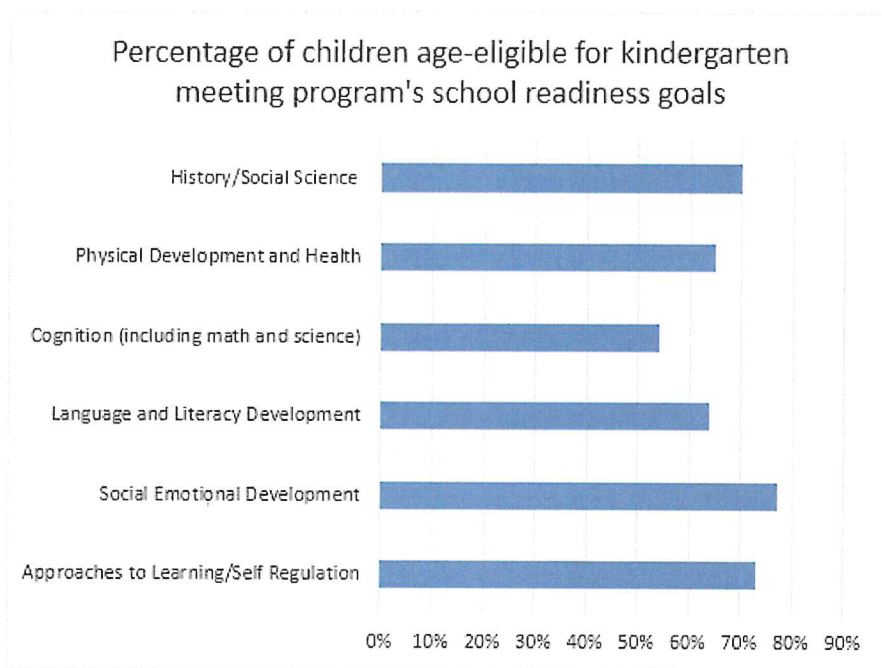 Percentage of children age-eligible for kindergarten
meeting program's school readiness goals
History/Social Science
Physical Development and Health
Cognition (including math and science)
Language and Literacy Development
Social Emotional Development
Approaches to Learning/Self Regulation
0% 10% 20% 30% 40% 50% 60% 70% 80% 90%